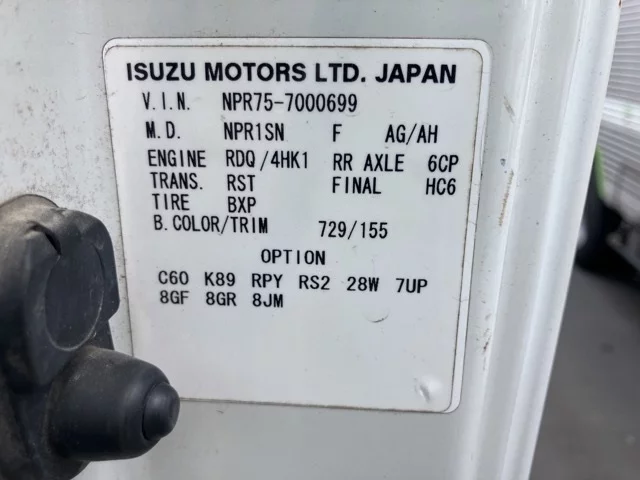 ISUZU MOTORS LTD. JAPAN
V.I.N. NPR75-7000699
M.D. NPR1SN F AG/AH
ENGINE RDQ/4HK1 RR AXLE 6CP
TRANS. RST FINAL HC6
TIRE BXP
B.COLOR/TRIM 729/155
OPTION
C60 K89 RPY RS2 28W 7UP
8GF 8GR 8JM